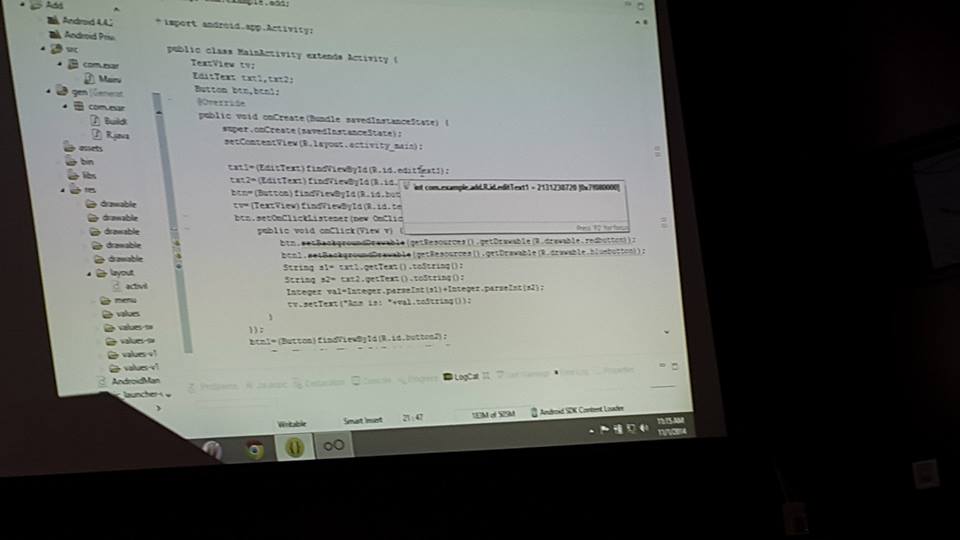 Add
Android 4.4.2
Android Priv
src
com.exar
Mainv
gen [Generat
com.exar
Build
R.java
assets
bin
libs
res
drawable
drawable
drawable
drawable
drawable
layout
activi
menu
values
values-sw
values-sw
values-v1
values-v1
AndroidMan
launcher-
.example.add;
import android.app.Activity;
public class MainActivity extends Activity {
TextView tv;
EditText txt1,txt2;
Button btn,btn1;
@Override
public void onCreate(Bundle savedInstanceState) {
super.onCreate(savedInstanceState);
setContentView(R.layout.activity_main);
txt1=(EditText)findViewById(R.id.editText1);
txt2=(EditText)findViewById(R.id.
btn=(Button)findViewById(R.id.but
tv=(TextView)findViewById(R.id.te
btn.setOnClickListener(new OnClic
int com.example.add.R.id.editText1 = 2131230720 [0x7f080000]
Press 'F2' for focus
public void onClick(View v) {
btn.setBackgroundDrawable(getResources().getDrawable(R.drawable.redbutton));
btn1.setBackgroundDrawable(getResources().getDrawable(R.drawable.bluebutton));
String s1= txt1.getText().toString();
String s2= txt2.getText().toString();
Integer val=Integer.parseInt(s1)+Integer.parseInt(s2);
tv.setText("Ans is: "+val.toString());
}
});
btn1=(Button)findViewById(R.id.button2);
Problems @ Javadoc Declaration Console Progress LogCat Error Log Properties
Writable Smart Insert 21 : 47 183M of 505M Android SDK Content Loader
11:15 AM
11/1/2014